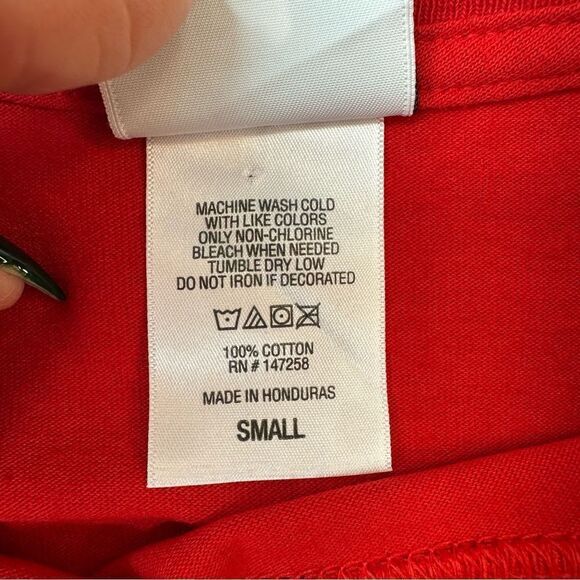 MACHINE WASH COLD
WITH LIKE COLORS
ONLY NON-CHLORINE
BLEACH WHEN NEEDED
TUMBLE DRY LOW
DO NOT IRON IF DECORATED
100% COTTON
RN # 147258
MADE IN HONDURAS
SMALL